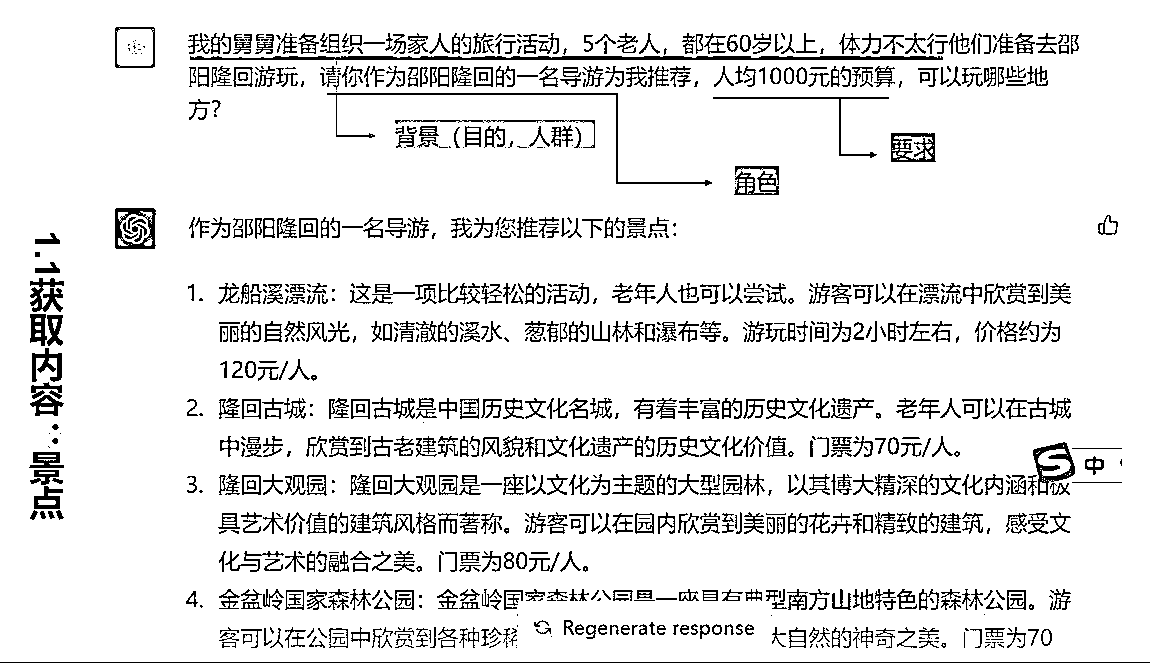 我的舅舅准备组织一场家人的旅行活动，5个老人，都在60岁以上，体力不太行他们准备去邵
阳隆回游玩，请你作为邵阳隆回的一名导游为我推荐，人均1000元的预算，可以玩哪些地
方？
背景（目的，人群）
要求
角色
1.1获取内容：景点
作为邵阳隆回的一名导游，我为您推荐以下的景点：
1. 龙船溪漂流：这是一项比较轻松的活动，老年人也可以尝试。游客可以在漂流中欣赏到美
丽的自然风光，如清澈的溪水、葱郁的山林和瀑布等。游玩时间为2小时左右，价格约为
120元/人。
2. 隆回古城：隆回古城是中国历史文化名城，有着丰富的历史文化遗产。老年人可以在古城
中漫步，欣赏到古老建筑的风貌和文化遗产的历史文化价值。门票为70元/人。
中
3. 隆回大观园：隆回大观园是一座以文化为主题的大型园林，以其博大精深的文化内涵和极
具艺术价值的建筑风格而著称。游客可以在园内欣赏到美丽的花卉和精致的建筑，感受文
化与艺术的融合之美。门票为80元/人。
4. 金盆岭国家森林公园：金盆岭国家森林公园是一座具有典型南方山地特色的森林公园。游
客可以在公园中欣赏到各种珍稀 大自然的神奇之美。门票为70
Regenerate response